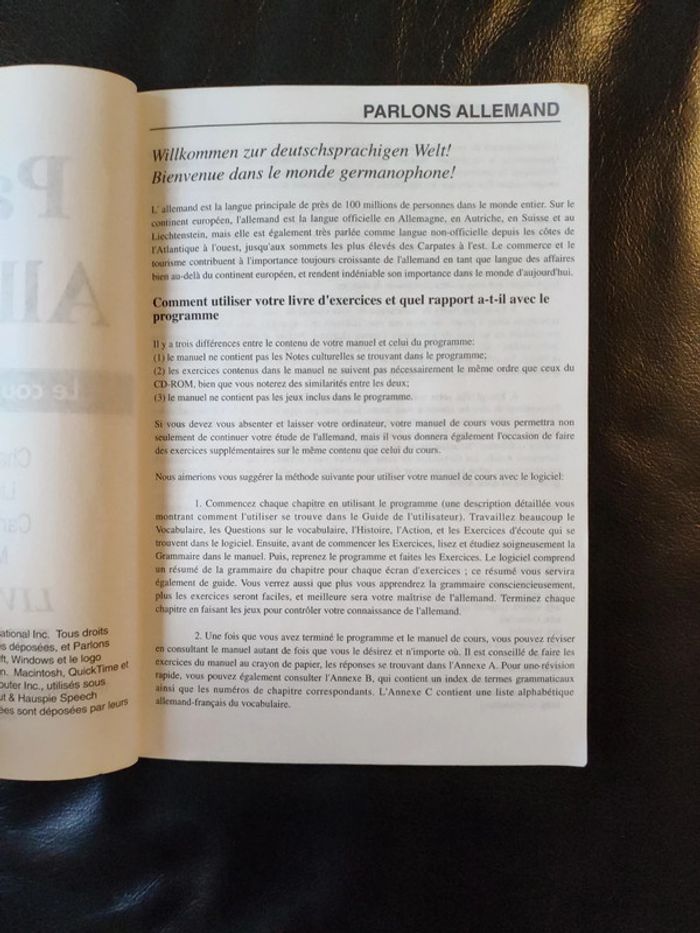 PARLONS ALLEMAND
Willkommen zur deutschsprachigen Welt!
Bienvenue dans le monde germanophone!
L'allemand est la langue principale de près de 100 millions de personnes dans le monde entier. Sur le
continent européen, l'allemand est la langue officielle en Allemagne, en Autriche, en Suisse et au
Liechtenstein, mais elle est également très parlée comme langue non-officielle depuis les côtes de
l'Atlantique à l'ouest, jusqu'aux sommets les plus élevés des Carpates à l'est. Le commerce et le
tourisme contribuent à l'importance toujours croissante de l'allemand en tant que langue des affaires
bien au-delà du continent européen, et rendent indéniable son importance dans le monde d'aujourd'hui.
Comment utiliser votre livre d'exercices et quel rapport a-t-il avec le
programme
Il y a trois différences entre le contenu de votre manuel et celui du programme:
(1) le manuel ne contient pas les Notes culturelles se trouvant dans le programme;
(2) les exercices contenus dans le manuel ne suivent pas nécessairement le même ordre que ceux du
CD-ROM, bien que vous noterez des similarités entre les deux;
(3) le manuel ne contient pas les jeux inclus dans le programme.
Si vous devez vous absenter et laisser votre ordinateur, votre manuel de cours vous permettra non
seulement de continuer votre étude de l'allemand, mais il vous donnera également l'occasion de faire
des exercices supplémentaires sur le même contenu que celui du cours.
Nous aimerions vous suggérer la méthode suivante pour utiliser votre manuel de cours avec le logiciel:
1. Commencez chaque chapitre en utilisant le programme (une description détaillée vous
montrant comment l'utiliser se trouve dans le Guide de l'utilisateur). Travaillez beaucoup le
Vocabulaire, les Questions sur le vocabulaire, l'Histoire, l'Action, et les Exercices d'écoute qui se
trouvent dans le logiciel. Ensuite, avant de commencer les Exercices, lisez et étudiez soigneusement la
Grammaire dans le manuel. Puis, reprenez le programme et faites les Exercices. Le logiciel comprend
un résumé de la grammaire du chapitre pour chaque écran d'exercices ; ce résumé vous servira
également de guide. Vous verrez aussi que plus vous apprendrez la grammaire consciencieusement,
plus les exercices seront faciles, et meilleure sera votre maîtrise de l'allemand. Terminez chaque
chapitre en faisant les jeux pour contrôler votre connaissance de l'allemand.
2. Une fois que vous avez terminé le programme et le manuel de cours, vous pouvez réviser
en consultant le manuel autant de fois que vous le désirez et n'importe où. Il est conseillé de faire les
exercices du manuel au crayon de papier, les réponses se trouvant dans l'Annexe A. Pour une révision
rapide, vous pouvez également consulter l'Annexe B, qui contient un index de termes grammaticaux
ainsi que les numéros de chapitre correspondants. L'Annexe C contient une liste alphabétique
allemand-français du vocabulaire.
ational Inc. Tous droits
s déposées, et Parlons
ft, Windows et le logo
n. Macintosh, QuickTime et
puter Inc., utilisés sous
ut & Hauspie Speech
ées sont déposées par leurs